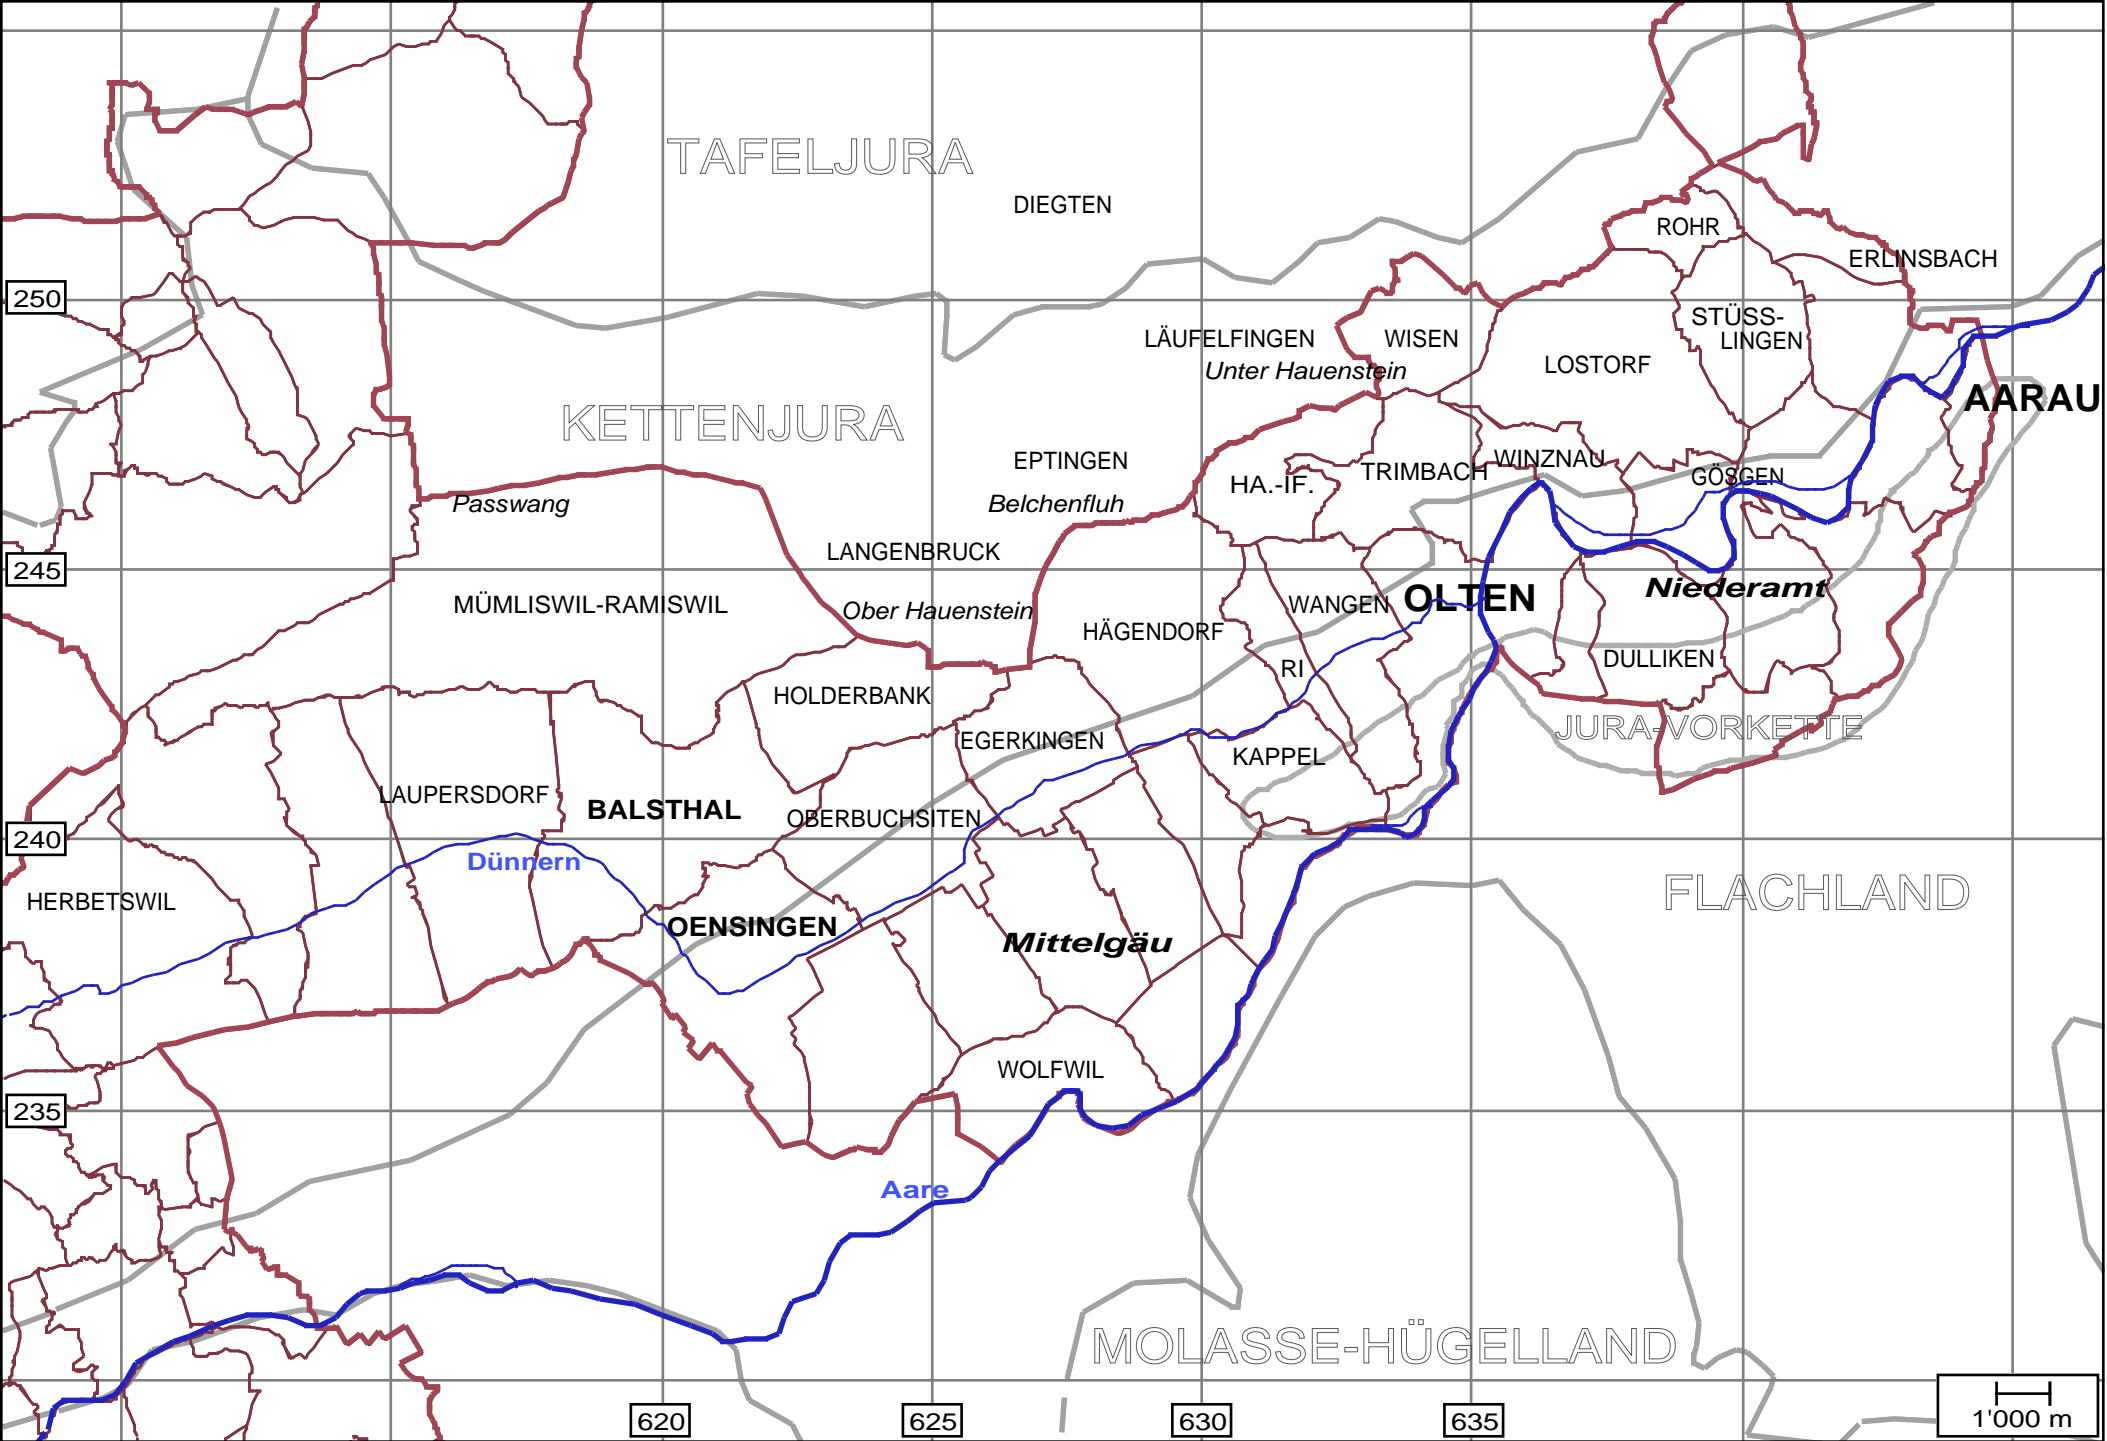 TAFELJURA
DIEGTEN
ROHR
ERLINSBACH
250
STÜSS-
LINGEN
LÄUFELFINGEN
WISEN
LOSTORF
Unter Hauenstein
AARAU
KETTENJURA
EPTINGEN
TRIMBACH
WINZNAU
GÖSGEN
HA.-IF.
Passwang
Belchenfluh
LANGENBRUCK
245
Niederamt
MÜMLISWIL-RAMISWIL
Ober Hauenstein
WANGEN
OLTEN
HÄGENDORF
RI
DULLIKEN
HOLDERBANK
JURA-VORKETTE
EGERKINGEN
KAPPEL
LAUPERSDORF
BALSTHAL
OBERBUCHSITEN
240
Dünnern
HERBETSWIL
FLACHLAND
OENSINGEN
Mittelgäu
WOLFWIL
235
Aare
MOLASSE-HÜGELLAND
620
625
630
635
1'000 m